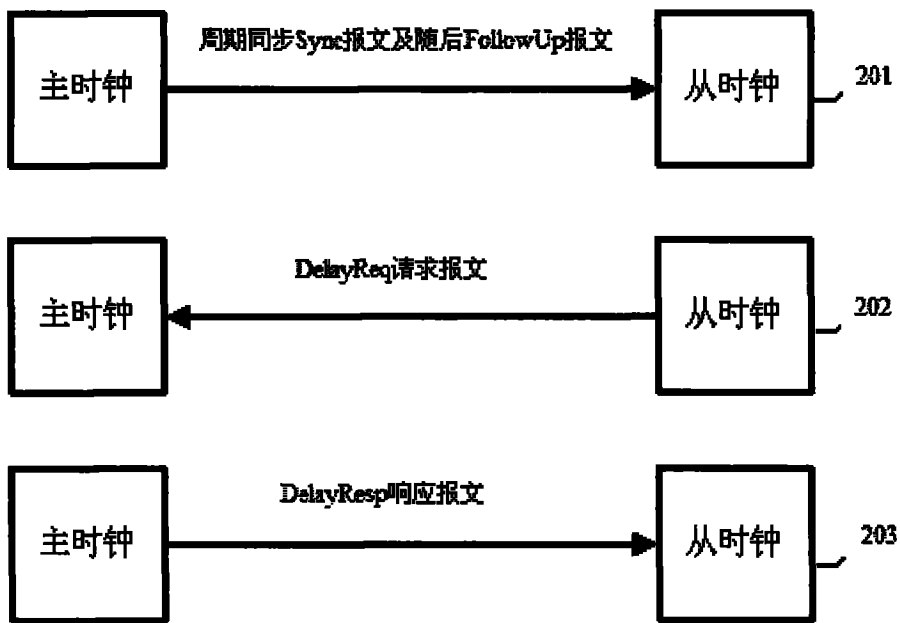 周期同步Sync报文及随后FollowUp报文
主时钟
从时钟
201
DelayReq请求报文
主时钟
从时钟
202
DelayResp响应报文
主时钟
从时钟
203